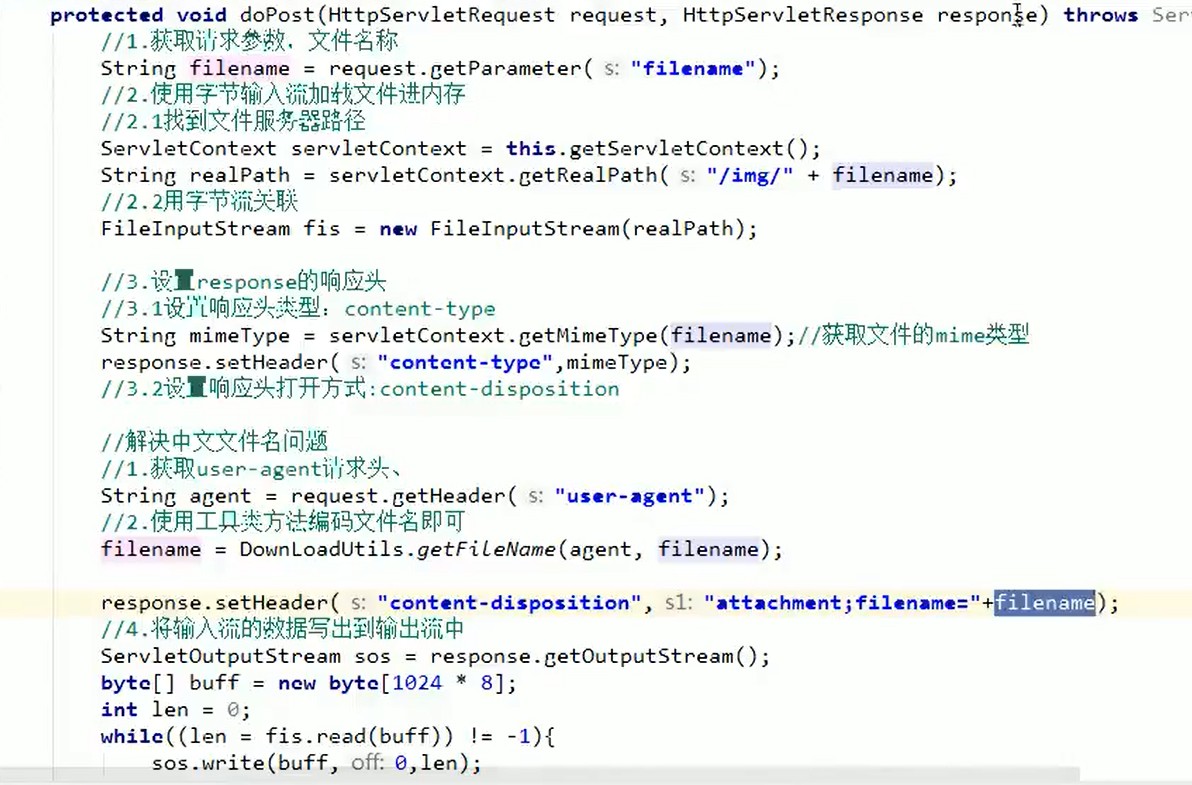 protected void doPost(HttpServletRequest request, HttpServletResponse response) throws Ser
//1.获取请求参数，文件名称
String filename = request.getParameter( s: "filename");
//2.使用字节输入流加载文件进内存
//2.1找到文件服务器路径
ServletContext servletContext = this.getServletContext();
String realPath = servletContext.getRealPath( s: "/img/" + filename);
//2.2用字节流关联
FileInputStream fis = new FileInputStream(realPath);
//3.设置response的响应头
//3.1设置响应头类型：content-type
String mimeType = servletContext.getMimeType(filename);//获取文件的mime类型
response.setHeader( s: "content-type",mimeType);
//3.2设置响应头打开方式:content-disposition
//解决中文文件名问题
//1.获取user-agent请求头、
String agent = request.getHeader( s: "user-agent");
//2.使用工具类方法编码文件名即可
filename = DownLoadUtils.getFileName(agent, filename);
response.setHeader( s: "content-disposition", s1: "attachment;filename="+filename);
//4.将输入流的数据写出到输出流中
ServletOutputStream sos = response.getOutputStream();
byte[] buff = new byte[1024 * 8];
int len = 0;
while((len = fis.read(buff)) != -1){
sos.write(buff, off: 0,len);